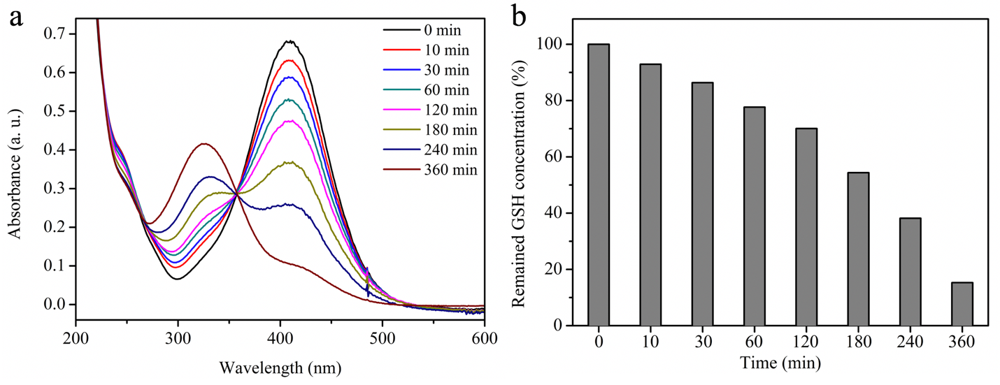 a
Absorbance (a. u.)
0.7
0.6
0.5
0.4
0.3
0.2
0.1
0.0
0 min
10 min
30 min
60 min
120 min
180 min
240 min
360 min
200 300 400 500 600
Wavelength (nm)
b
Remained GSH concentration (%)
100
80
60
40
20
0
0 10 30 60 120 180 240 360
Time (min)